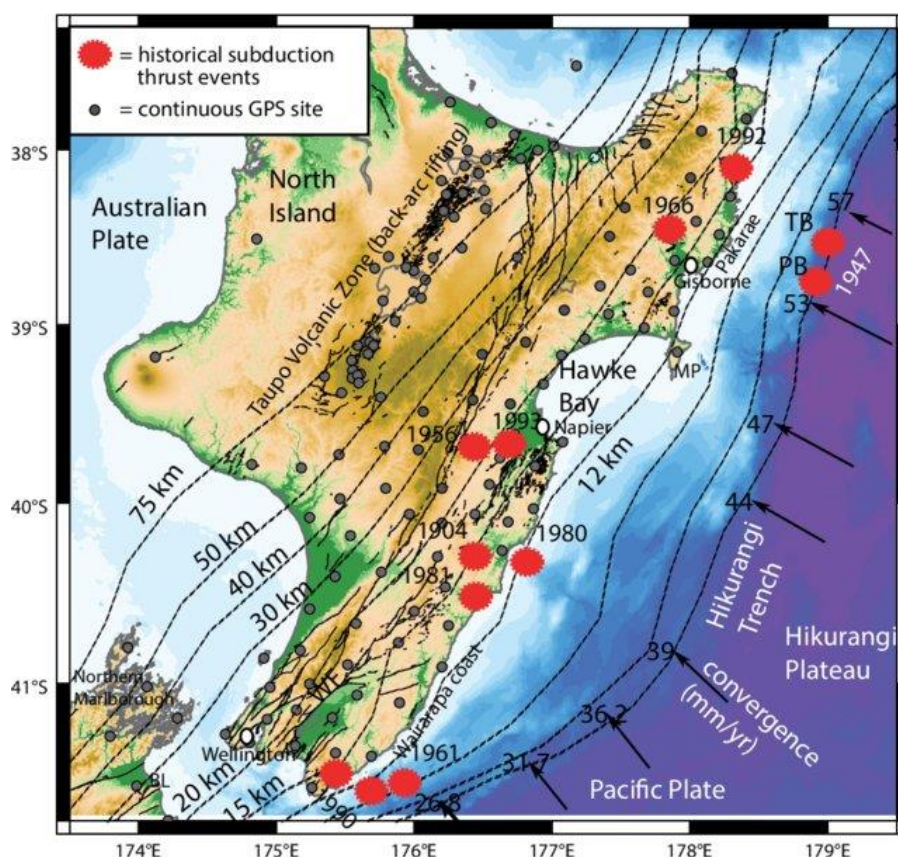 = historical subduction
thrust events
= continuous GPS site
38°S
39°S
40°S
41°S
174°E
175°E
176°E
177°E
178°E
179°E
Australian
Plate
North
Island
Taupo Volcanic Zone (back-arc rifting)
1992
1966
57
TB
PB
1947
53
Pakarae
Gisborne
MP
Hawke
Bay
Napier
1956
1993
47
44
12 km
75 km
50 km
40 km
30 km
20 km
15 km
1904
1980
1981
Hikurangi
Trench
Hikurangi
Plateau
39
convergence
(mm/yr)
36.2
31.7
26.8
Pacific Plate
Northern
Marlborough
WF
Wellington
Wairarapa coast
1961
1990
BL